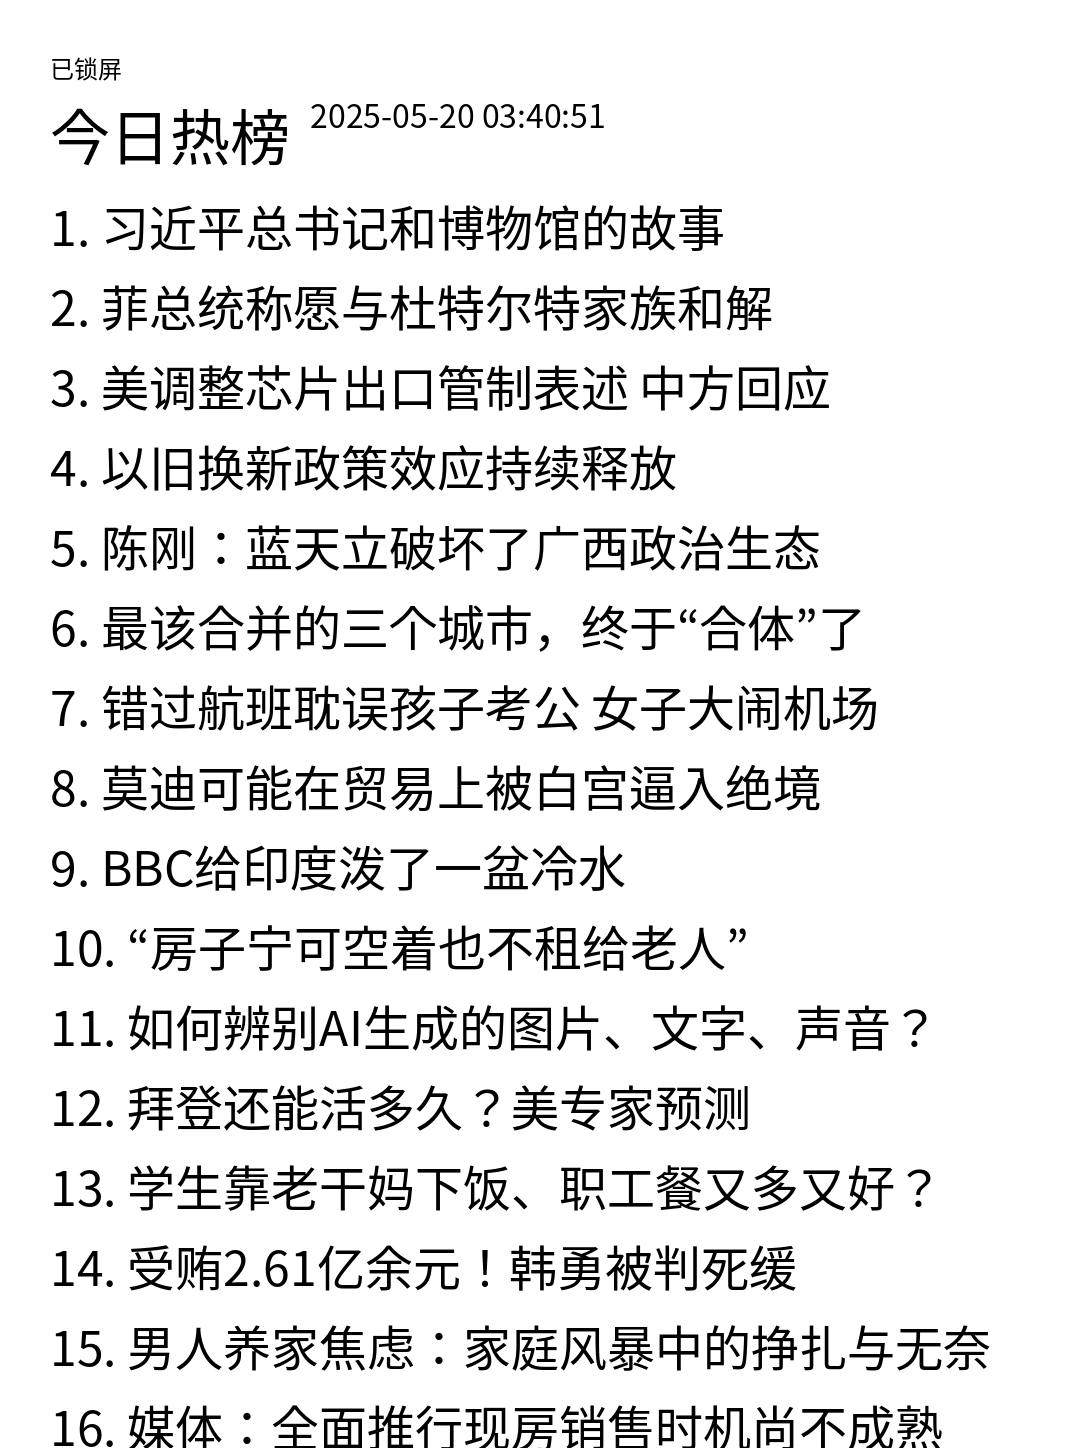 已锁屏
今日热榜 2025-05-20 03:40:51
1. 习近平总书记和博物馆的故事
2. 菲总统称愿与杜特尔特家族和解
3. 美调整芯片出口管制表述 中方回应
4. 以旧换新政策效应持续释放
5. 陈刚：蓝天立破坏了广西政治生态
6. 最该合并的三个城市，终于“合体”了
7. 错过航班耽误孩子考公 女子大闹机场
8. 莫迪可能在贸易上被白宫逼入绝境
9. BBC给印度泼了一盆冷水
10. “房子宁可空着也不租给老人”
11. 如何辨别AI生成的图片、文字、声音？
12. 拜登还能活多久？美专家预测
13. 学生靠老干妈下饭、职工餐又多又好？
14. 受贿2.61亿余元！韩勇被判死缓
15. 男人养家焦虑：家庭风暴中的挣扎与无奈
16. 媒体：全面推行现房销售时机尚不成熟